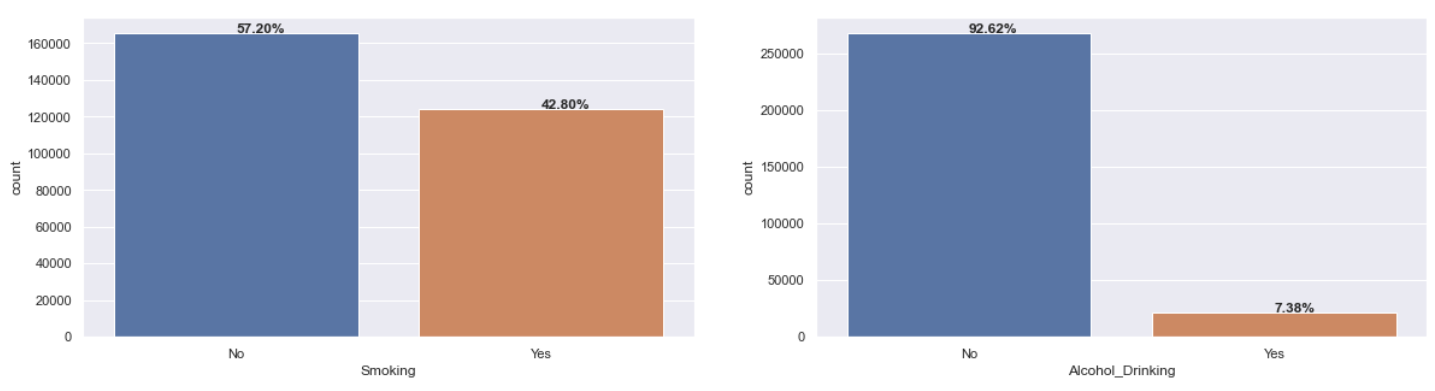 57.20%
160000
140000
42.80%
120000
100000
count
80000
60000
40000
20000
0
No
Yes
Smoking
92.62%
250000
200000
count
150000
100000
50000
7.38%
0
No
Yes
Alcohol_Drinking